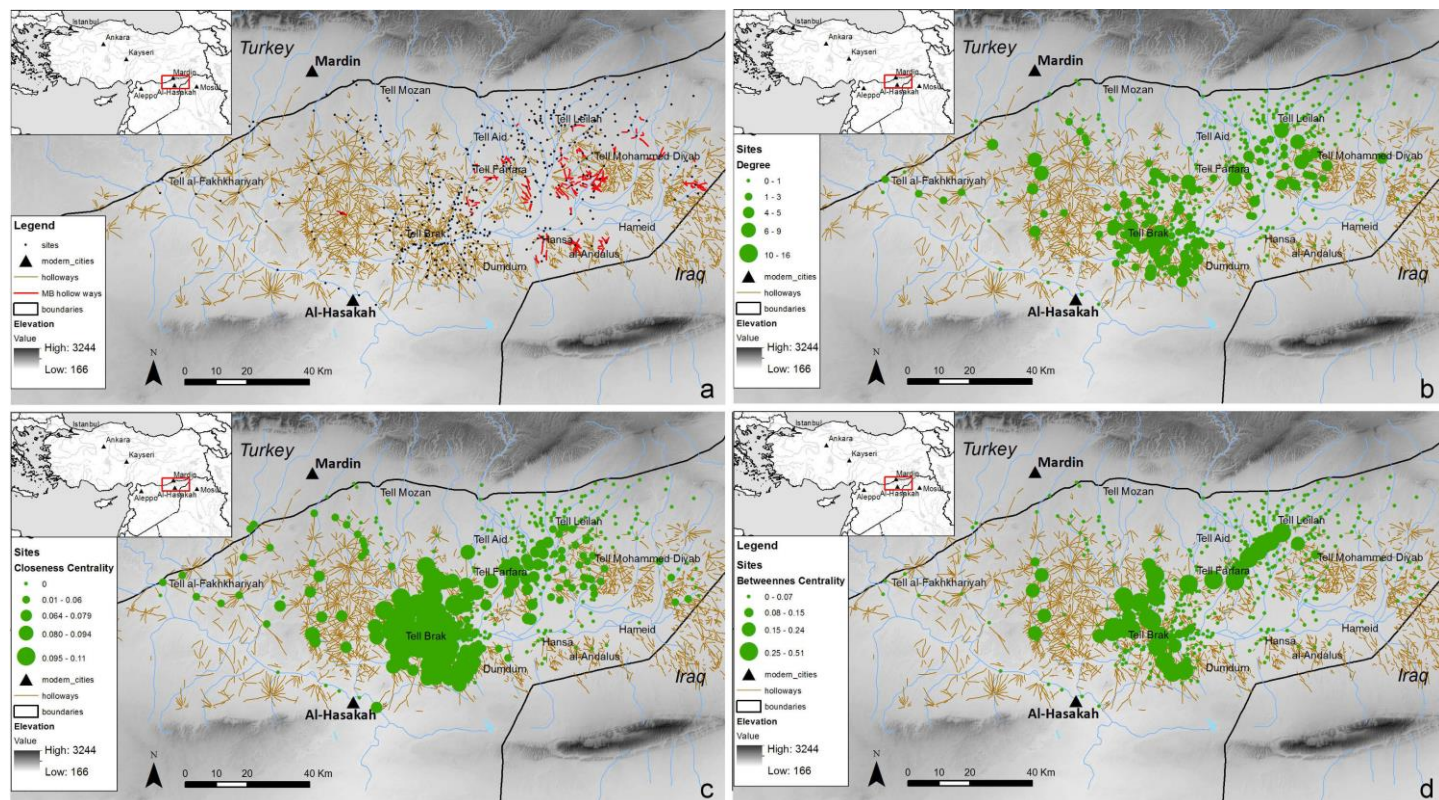 Istanbul
Ankara
Kayseri
Mardin
Al-Hasakah
Aleppo
Mosul
Turkey
Mardin
Tell Mozan
Tell Leilah
Tell Aid
Tell Mohammed Diyab
Tell Farfara
Tell al-Fakhkhariyah
Tell Brak
Hameid
Hansa
al-Andalus
Dumdum
Iraq
Al-Hasakah
Legend
sites
modern_cities
holloways
MB hollow ways
boundaries
Elevation
Value
High: 3244
Low: 166
N
0 10 20 40 Km
a
Istanbul
Ankara
Kayseri
Mardin
Al-Hasakah
Aleppo
Mosul
Turkey
Mardin
Tell Mozan
Tell Leilah
Tell Aid
Tell Mohammed Diyab
Tell Farfara
Tell al-Fakhkhariyah
Tell Brak
Hameid
Hansa
al-Andalus
Dumdum
Iraq
Al-Hasakah
Sites
Degree
0 - 1
1 - 3
4 - 5
6 - 9
10 - 16
modern_cities
holloways
boundaries
Elevation
Value
High: 3244
Low: 166
N
0 10 20 40 Km
b
Istanbul
Ankara
Kayseri
Mardin
Al-Hasakah
Aleppo
Mosul
Turkey
Mardin
Tell Mozan
Tell Leilah
Tell Aid
Tell Mohammed Diyab
Tell Farfara
Tell al-Fakhkhariyah
Tell Brak
Hameid
Hansa
al-Andalus
Dumdum
Iraq
Al-Hasakah
Sites
Closeness Centrality
0
0.01 - 0.06
0.064 - 0.079
0.080 - 0.094
0.095 - 0.11
modern_cities
holloways
boundaries
Elevation
Value
High: 3244
Low: 166
N
0 10 20 40 Km
c
Istanbul
Ankara
Kayseri
Mardin
Al-Hasakah
Aleppo
Mosul
Turkey
Mardin
Tell Mozan
Tell Leilah
Tell Aid
Tell Mohammed Diyab
Tell Farfara
Tell al-Fakhkhariyah
Tell Brak
Hameid
Hansa
al-Andalus
Dumdum
Iraq
Al-Hasakah
Legend
Sites
Betweennes Centrality
0 - 0.07
0.08 - 0.15
0.15 - 0.24
0.25 - 0.51
modern_cities
holloways
boundaries
Elevation
Value
High: 3244
Low: 166
N
0 10 20 40 Km
d